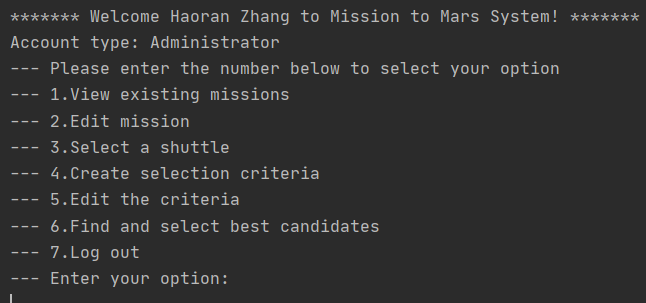 ******* Welcome Haoran Zhang to Mission to Mars System! *******
Account type: Administrator
--- Please enter the number below to select your option
--- 1.View existing missions
--- 2.Edit mission
--- 3.Select a shuttle
--- 4.Create selection criteria
--- 5.Edit the criteria
--- 6.Find and select best candidates
--- 7.Log out
--- Enter your option: